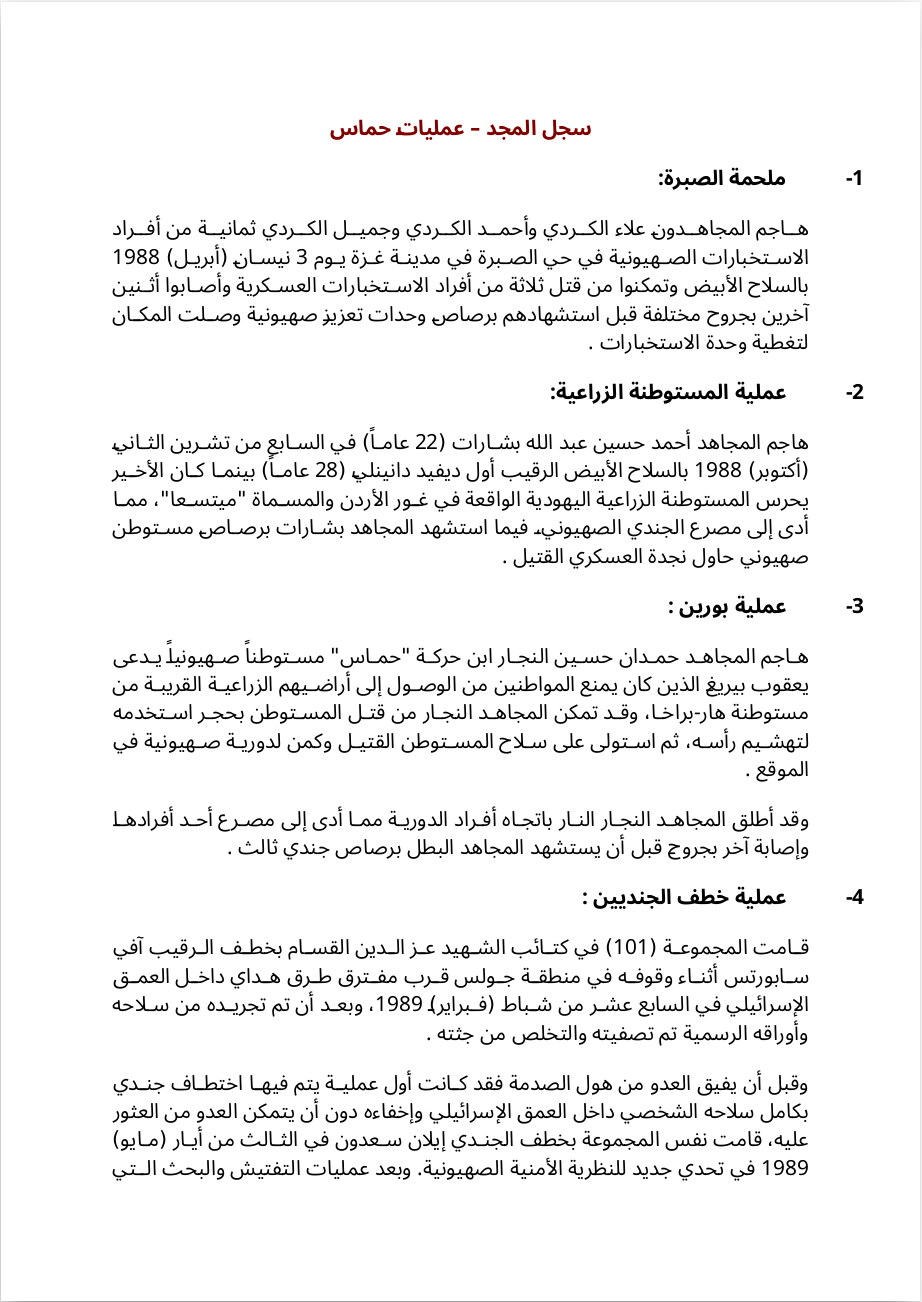 سجل المجد – عمليات حماس
1- ملحمة الصبرة:
هاجم المجاهدون علاء الكردي وأحمد الكردي وجميل الكردي ثمانية من أفراد
الاستخبارات الصهيونية في حي الصبرة في مدينة غزة يوم 3 نيسان (أبريل) 1988
بالسلاح الأبيض وتمكنوا من قتل ثلاثة من أفراد الاستخبارات العسكرية وأصابوا أثنين
آخرين بجروح مختلفة قبل استشهادهم برصاص وحدات تعزيز صهيونية وصلت المكان
لتغطية وحدة الاستخبارات .
2- عملية المستوطنة الزراعية:
هاجم المجاهد أحمد حسين عبد الله بشارات (22 عاماً) في السابع من تشرين الثاني
(أكتوبر) 1988 بالسلاح الأبيض الرقيب أول ديفيد دانينلي (28 عاماً) بينما كان الأخير
يحرس المستوطنة الزراعية اليهودية الواقعة في غور الأردن والمسماة "ميتسعا"، مما
أدى إلى مصرع الجندي الصهيوني، فيما استشهد المجاهد بشارات برصاص مستوطن
صهيوني حاول نجدة العسكري القتيل .
3- عملية بورين :
هاجم المجاهد حمدان حسين النجار ابن حركة "حماس" مستوطناً صهيونياً يدعى
يعقوب بيريغ الذين كان يمنع المواطنين من الوصول إلى أراضيهم الزراعية القريبة من
مستوطنة هار-براخا، وقد تمكن المجاهد النجار من قتل المستوطن بحجر استخدمه
لتهشيم رأسه، ثم استولى على سلاح المستوطن القتيل وكمن لدورية صهيونية في
الموقع .
وقد أطلق المجاهد النجار النار باتجاه أفراد الدورية مما أدى إلى مصرع أحد أفرادها
وإصابة آخر بجروح قبل أن يستشهد المجاهد البطل برصاص جندي ثالث .
4- عملية خطف الجنديين :
قامت المجموعة (101) في كتائب الشهيد عز الدين القسام بخطف الرقيب آفي
سابورتس أثناء وقوفه في منطقة جولس قرب مفترق طرق هداي داخل العمق
الإسرائيلي في السابع عشر من شباط (فبراير) 1989، وبعد أن تم تجريده من سلاحه
وأوراقه الرسمية تم تصفيته والتخلص من جثته .
وقبل أن يفيق العدو من هول الصدمة فقد كانت أول عملية يتم فيها اختطاف جندي
بكامل سلاحه الشخصي داخل العمق الإسرائيلي وإخفاءه دون أن يتمكن العدو من العثور
عليه، قامت نفس المجموعة بخطف الجندي إيلان سعدون في الثالث من أيار (مايو)
1989 في تحدي جديد للنظرية الأمنية الصهيونية. وبعد عمليات التفتيش والبحث التي